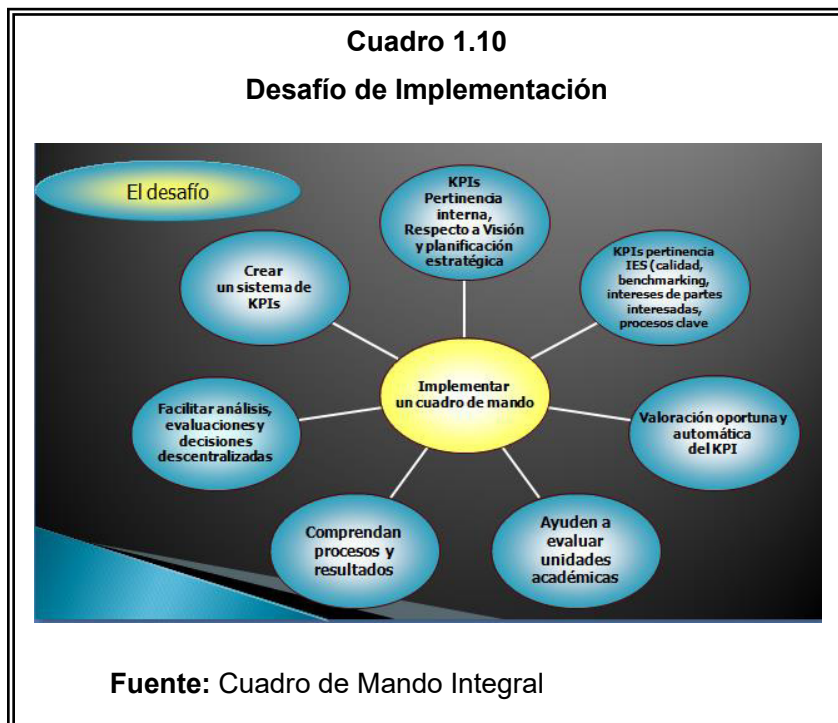 Cuadro 1.10
Desafío de Implementación
El desafío
KPIs
Pertinencia
interna,
Respecto a Visión
y planificación
estratégica
Crear
un sistema de
KPIs
KPIs pertinencia
IES (calidad,
benchmarking,
intereses de partes
interesadas,
procesos clave
Implementar
un cuadro de mando
Facilitar análisis,
evaluaciones y
decisiones
descentralizadas
Valoración oportuna y
automática
del KPI
Comprendan
procesos y
resultados
Ayuden a
evaluar
unidades
académicas
Fuente: Cuadro de Mando Integral